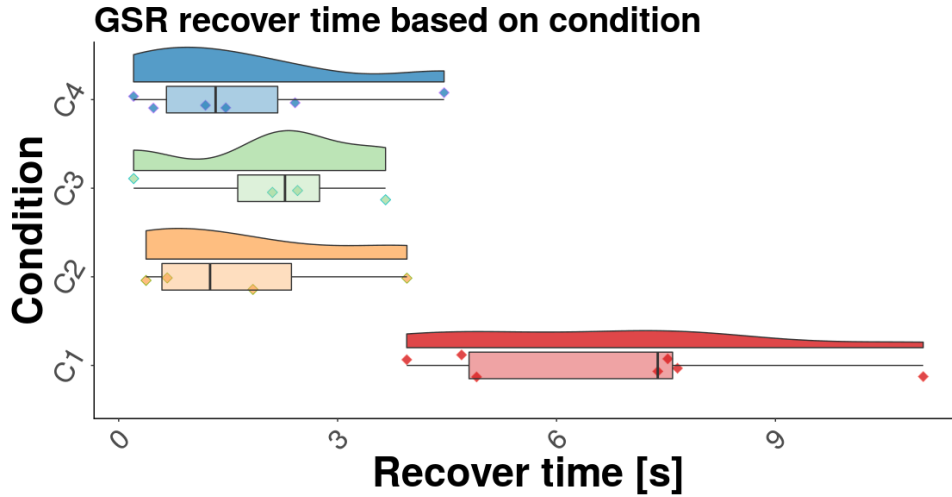 GSR recover time based on condition
Condition
C4
C3
C2
C1
0 3 6 9
Recover time [s]